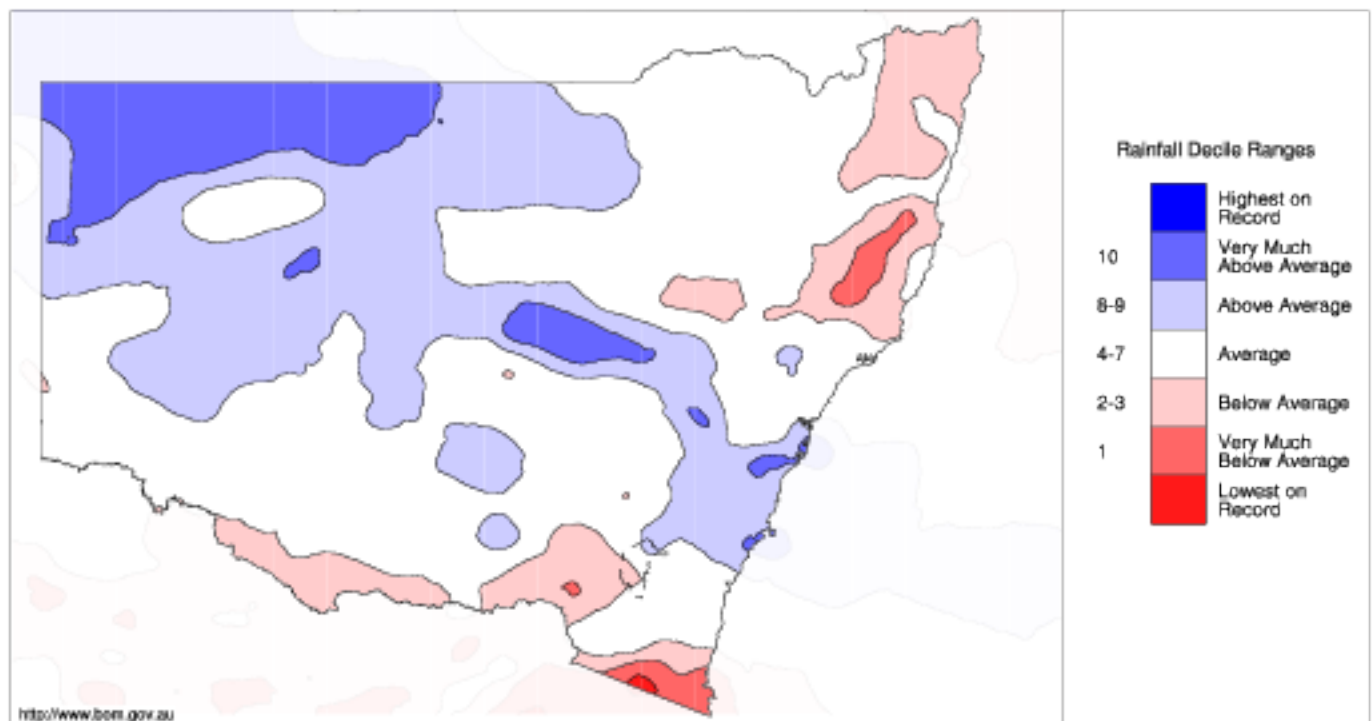 Rainfall Decile Ranges
Highest on
Record
10
Very Much
Above Average
8-9
Above Average
4-7
Average
2-3
Below Average
1
Very Much
Below Average
Lowest on
Record
http://www.bom.gov.au